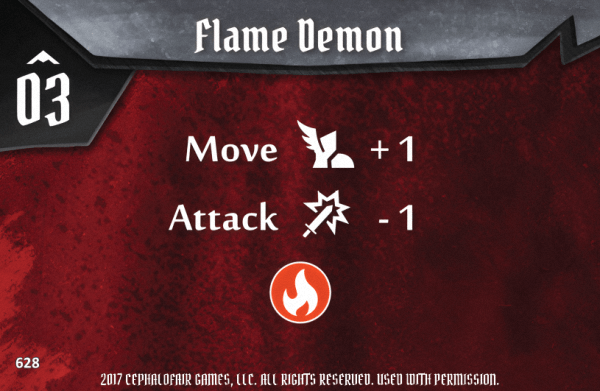 Flame Demon
03
Move + 1
Attack - 1
628
2017 CEPHALOFAIR GAMES, LLC. ALL RIGHTS RESERVED. USED WITH PERMISSION.